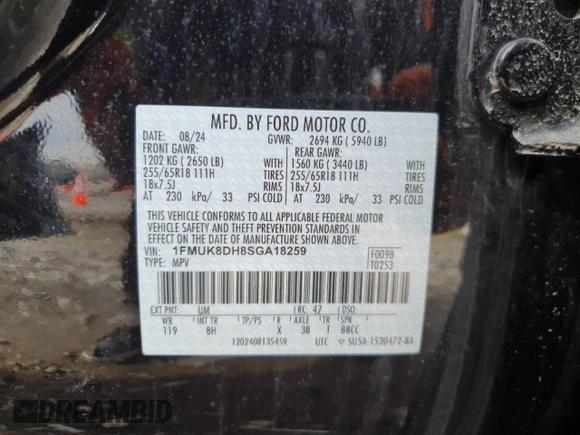 MFD. BY FORD MOTOR CO.
DATE: 08/24 GVWR: 2694 KG ( 5940 LB)
FRONT GAWR: REAR GAWR:
1202 KG ( 2650 LB) WITH 1560 KG ( 3440 LB) WITH
255/65R18 111H TIRES 255/65R18 111H TIRES
18x7.5J RIMS 18x7.5J RIMS
AT 230 kPa/ 33 PSI COLD AT 230 kPa/ 33 PSI COLD
THIS VEHICLE CONFORMS TO ALL APPLICABLE FEDERAL MOTOR
VEHICLE SAFETY AND THEFT PREVENTION STANDARDS IN EFFECT ON
THE DATE OF MANUFACTURE SHOWN ABOVE.
VIN: 1FMUK8DH8SGA18259 F0098
TYPE: MPV T0253
EXT PNT: UM RC: 47 DSO:
WB INT TR TP/PS R AXLE TR SPR
119 8H X 3B I BBCC
1202408135459 UTC SU5A-1520472-BA
DREAMBID